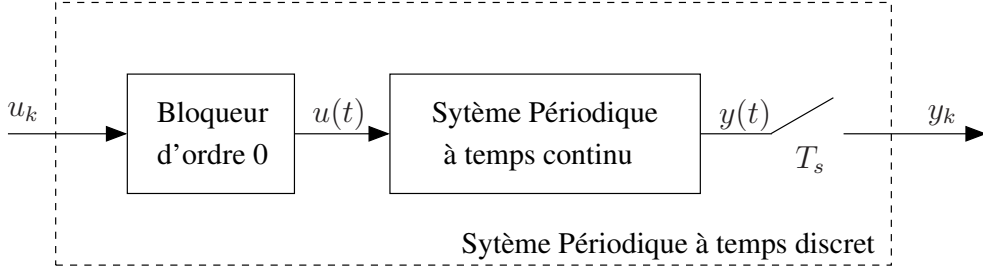 u_k
Bloqueur
d'ordre 0
u(t)
Sytème Périodique
à temps continu
y(t)
T_s
y_k
Sytème Périodique à temps discret